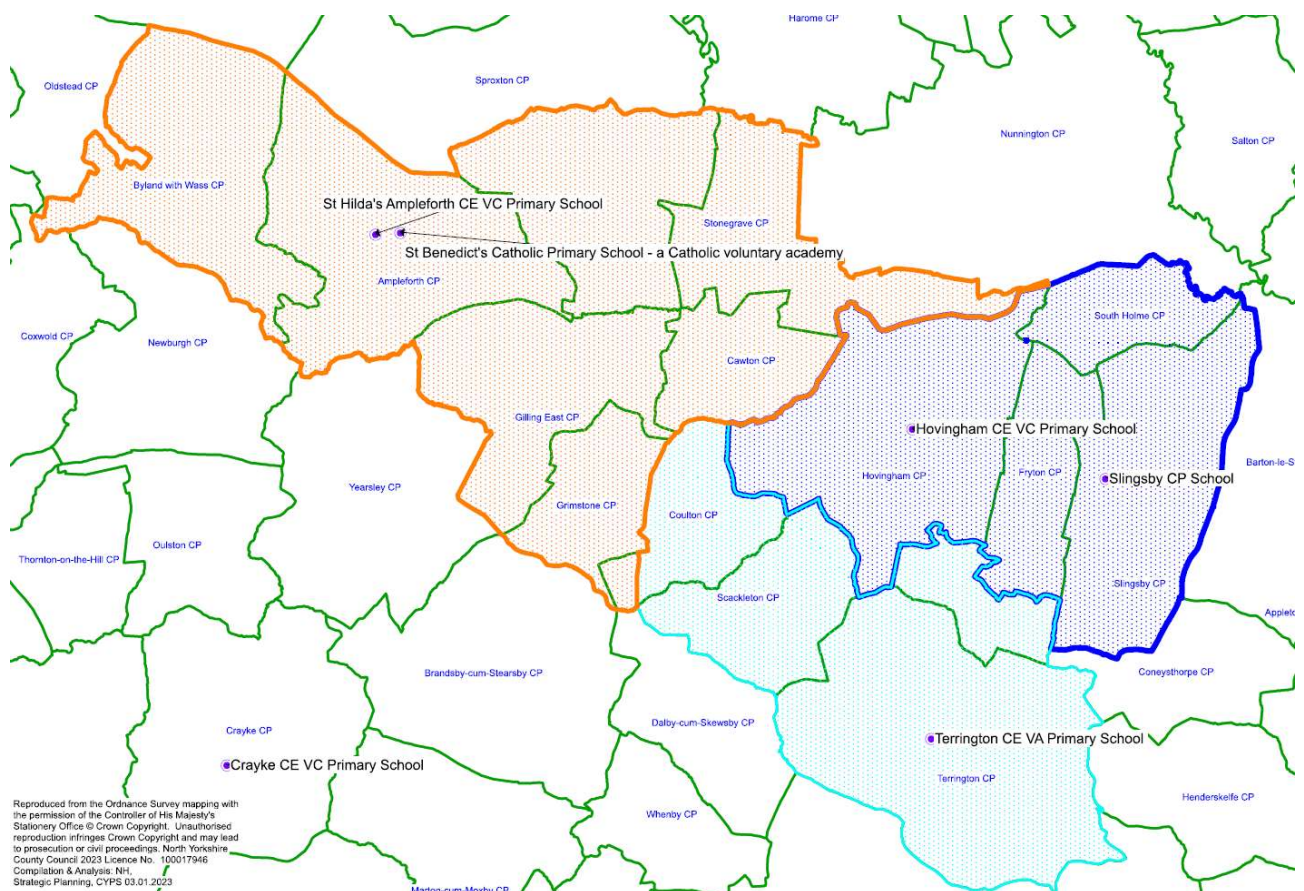 Harome CP
Oldstead CP
Sproxton CP
Nunnington CP
Salton CP
Byland with Wass CP
St Hilda's Ampleforth CE VC Primary School
Stonegrave CP
St Benedict's Catholic Primary School - a Catholic voluntary academy
Ampleforth CP
South Holme CP
Coxwold CP
Newburgh CP
Cawton CP
Gilling East CP
Hovingham CE VC Primary School
Barton-le-S
Hovingham CP
Fryton CP
Slingsby CP School
Yearsley CP
Grimstone CP
Coulton CP
Thornton-on-the-Hill CP
Oulston CP
Slingsby CP
Scackleton CP
Appleto
Brandsby-cum-Stearsby CP
Coneysthorpe CP
Dalby-cum-Skewsby CP
Crayke CP
Terrington CE VA Primary School
Crayke CE VC Primary School
Terrington CP
Henderskelfe CP
Whenby CP
Reproduced from the Ordnance Survey mapping with
the permission of the Controller of His Majesty's
Stationery Office © Crown Copyright. Unauthorised
reproduction infringes Crown Copyright and may lead
to prosecution or civil proceedings. North Yorkshire
County Council 2023 Licence No. 100017946
Compilation & Analysis: NH,
Strategic Planning, CYPS 03.01.2023
Marton-cum-Moxby CP